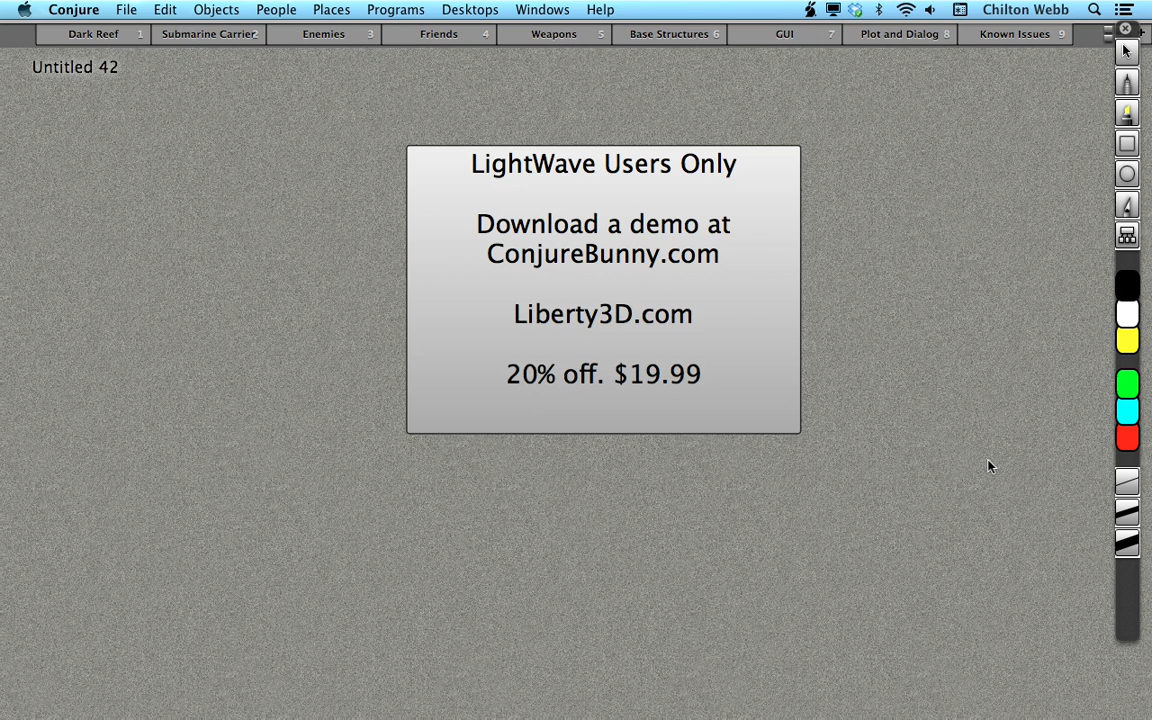 Conjure File Edit Objects People Places Programs Desktops Windows Help Chilton Webb
Dark Reef 1 Submarine Carrier 2 Enemies 3 Friends 4 Weapons 5 Base Structures 6 GUI 7 Plot and Dialog 8 Known Issues 9
Untitled 42
LightWave Users Only
Download a demo at
ConjureBunny.com
Liberty3D.com
20% off. $19.99